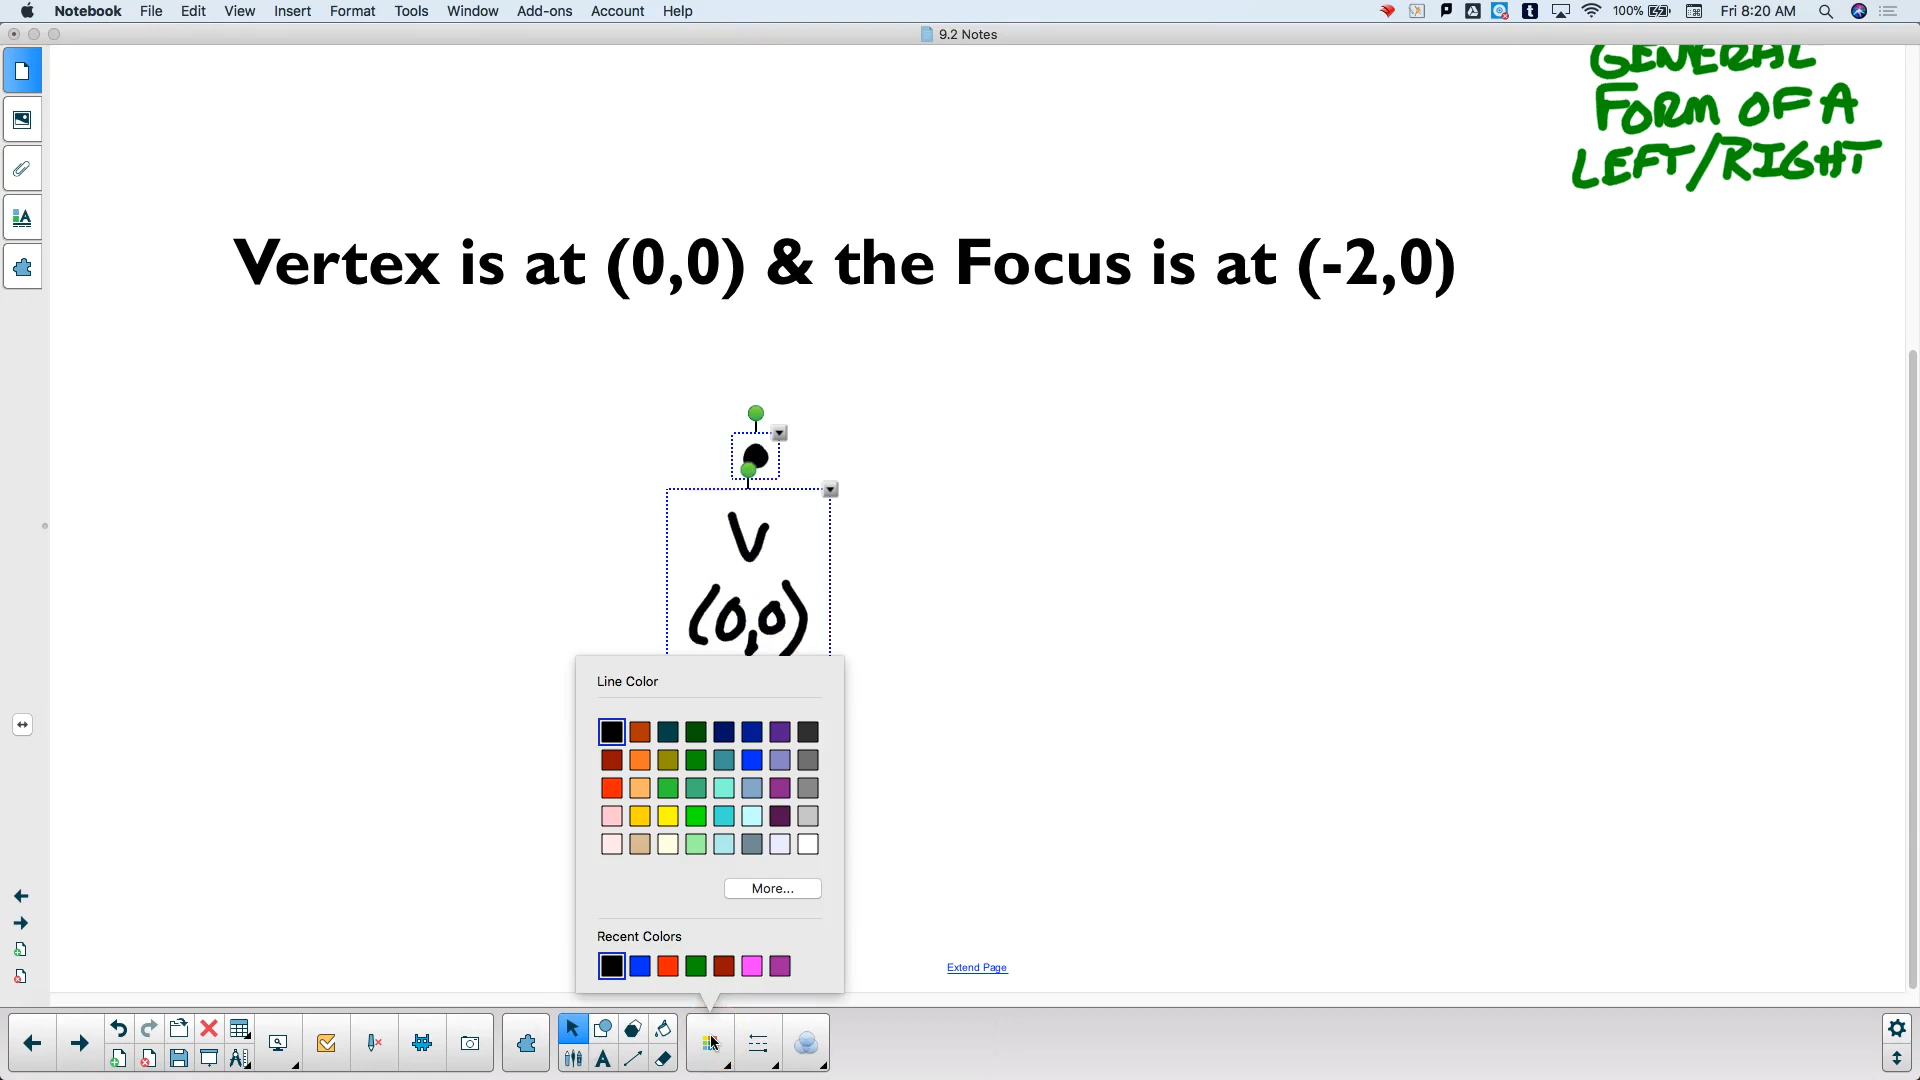 Notebook File Edit View Insert Format Tools Window Add-ons Account Help 100% Fri 8:20 AM
9.2 Notes
GENERAL
FORM OF A
LEFT/RIGHT
Vertex is at (0,0) & the Focus is at (-2,0)
V
(0,0)
Line Color
More...
Recent Colors
Extend Page